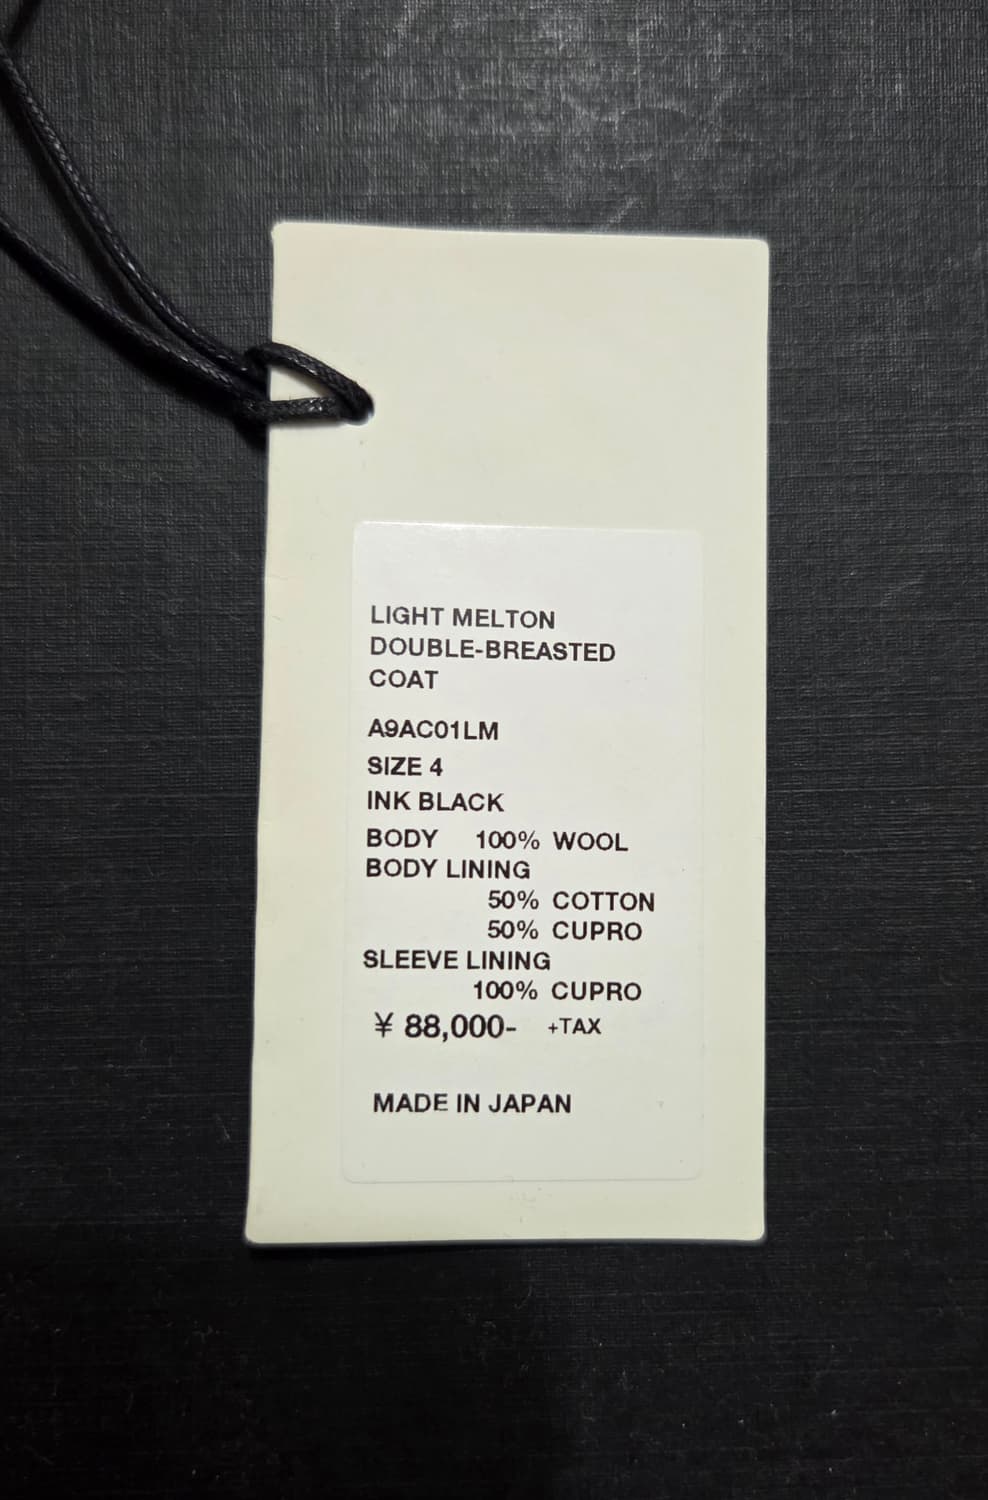 LIGHT MELTON
DOUBLE-BREASTED
COAT
A9AC01LM
SIZE 4
INK BLACK
BODY 100% WOOL
BODY LINING
50% COTTON
50% CUPRO
SLEEVE LINING
100% CUPRO
¥ 88,000- +TAX
MADE IN JAPAN